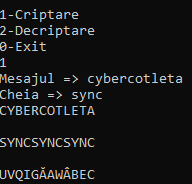 1-Criptare
2-Decriptare
0-Exit
1
Mesajul => cybercotleta
Cheia => sync
CYBERCOTLETA
SYNCSYNCSYNC
UVQIGĂAWÂBEC